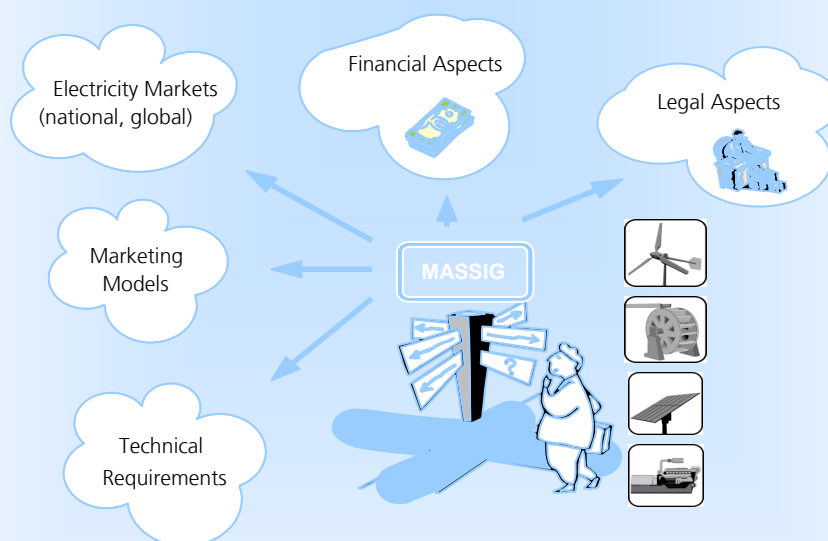 Electricity Markets
(national, global)
Financial Aspects
Legal Aspects
Marketing
Models
MASSIG
?
Technical
Requirements